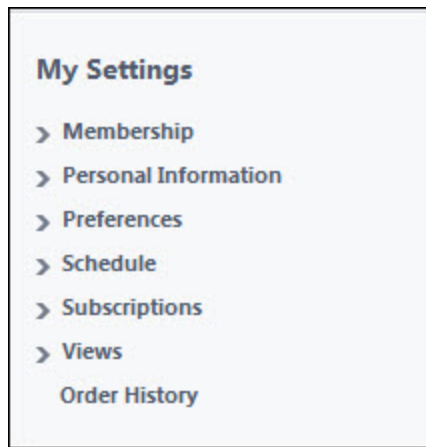 My Settings
Membership
Personal Information
Preferences
Schedule
Subscriptions
Views
Order History